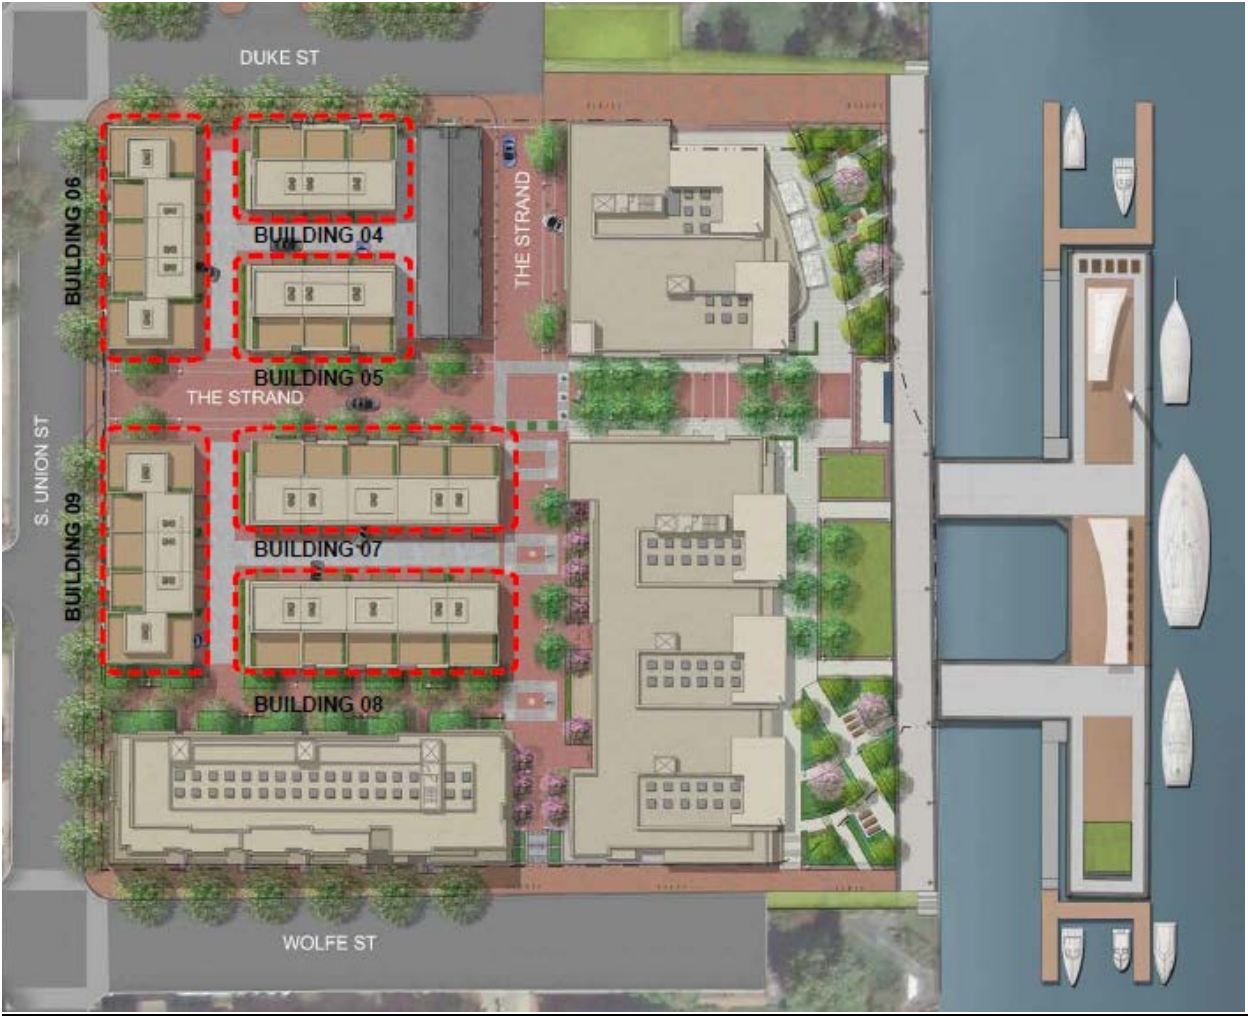 DUKE ST
BUILDING 06
BUILDING 04
THE STRAND
BUILDING 05
THE STRAND
S. UNION ST
BUILDING 09
BUILDING 07
BUILDING 08
WOLFE ST